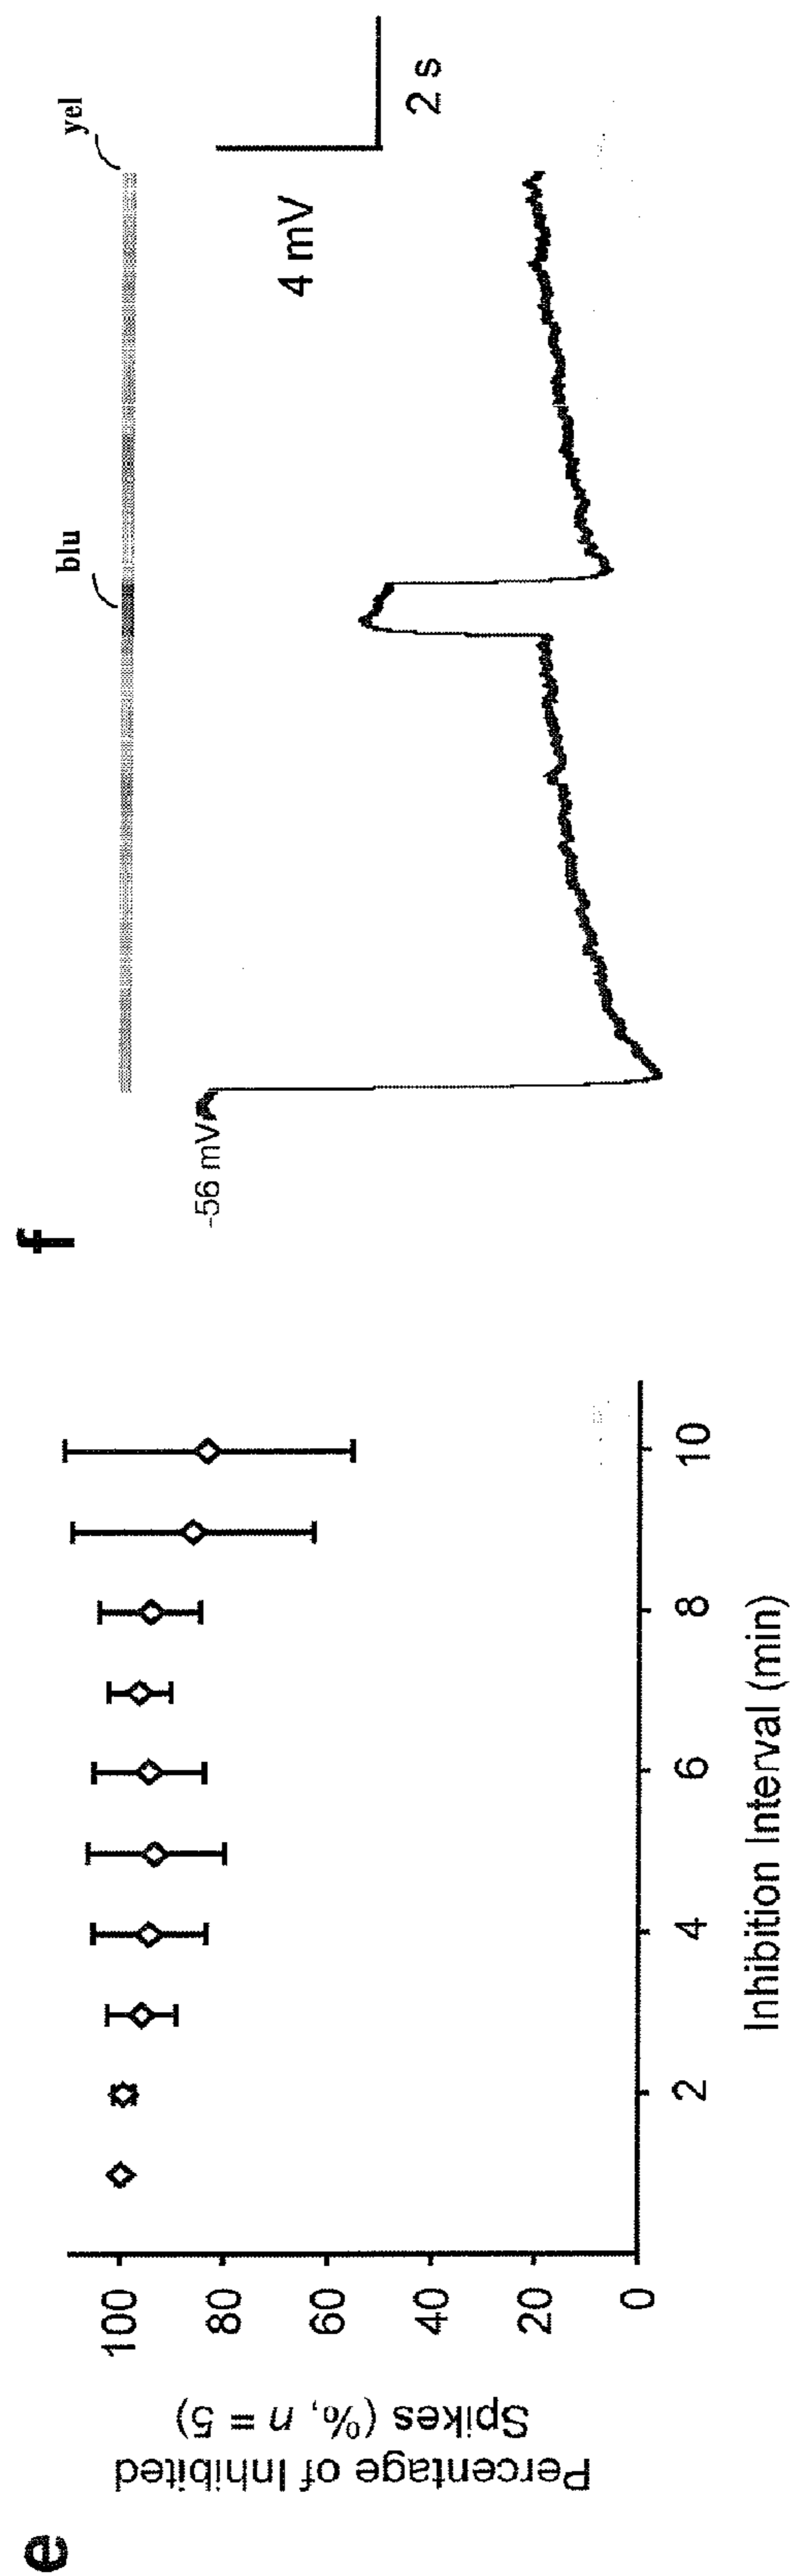 e
Percentage of Inhibited
Spikes (%, n = 5)
100
80
60
40
20
0
2
4
6
8
10
Inhibition Interval (min)
f
blu
yel
-56 mV
4 mV
2 s